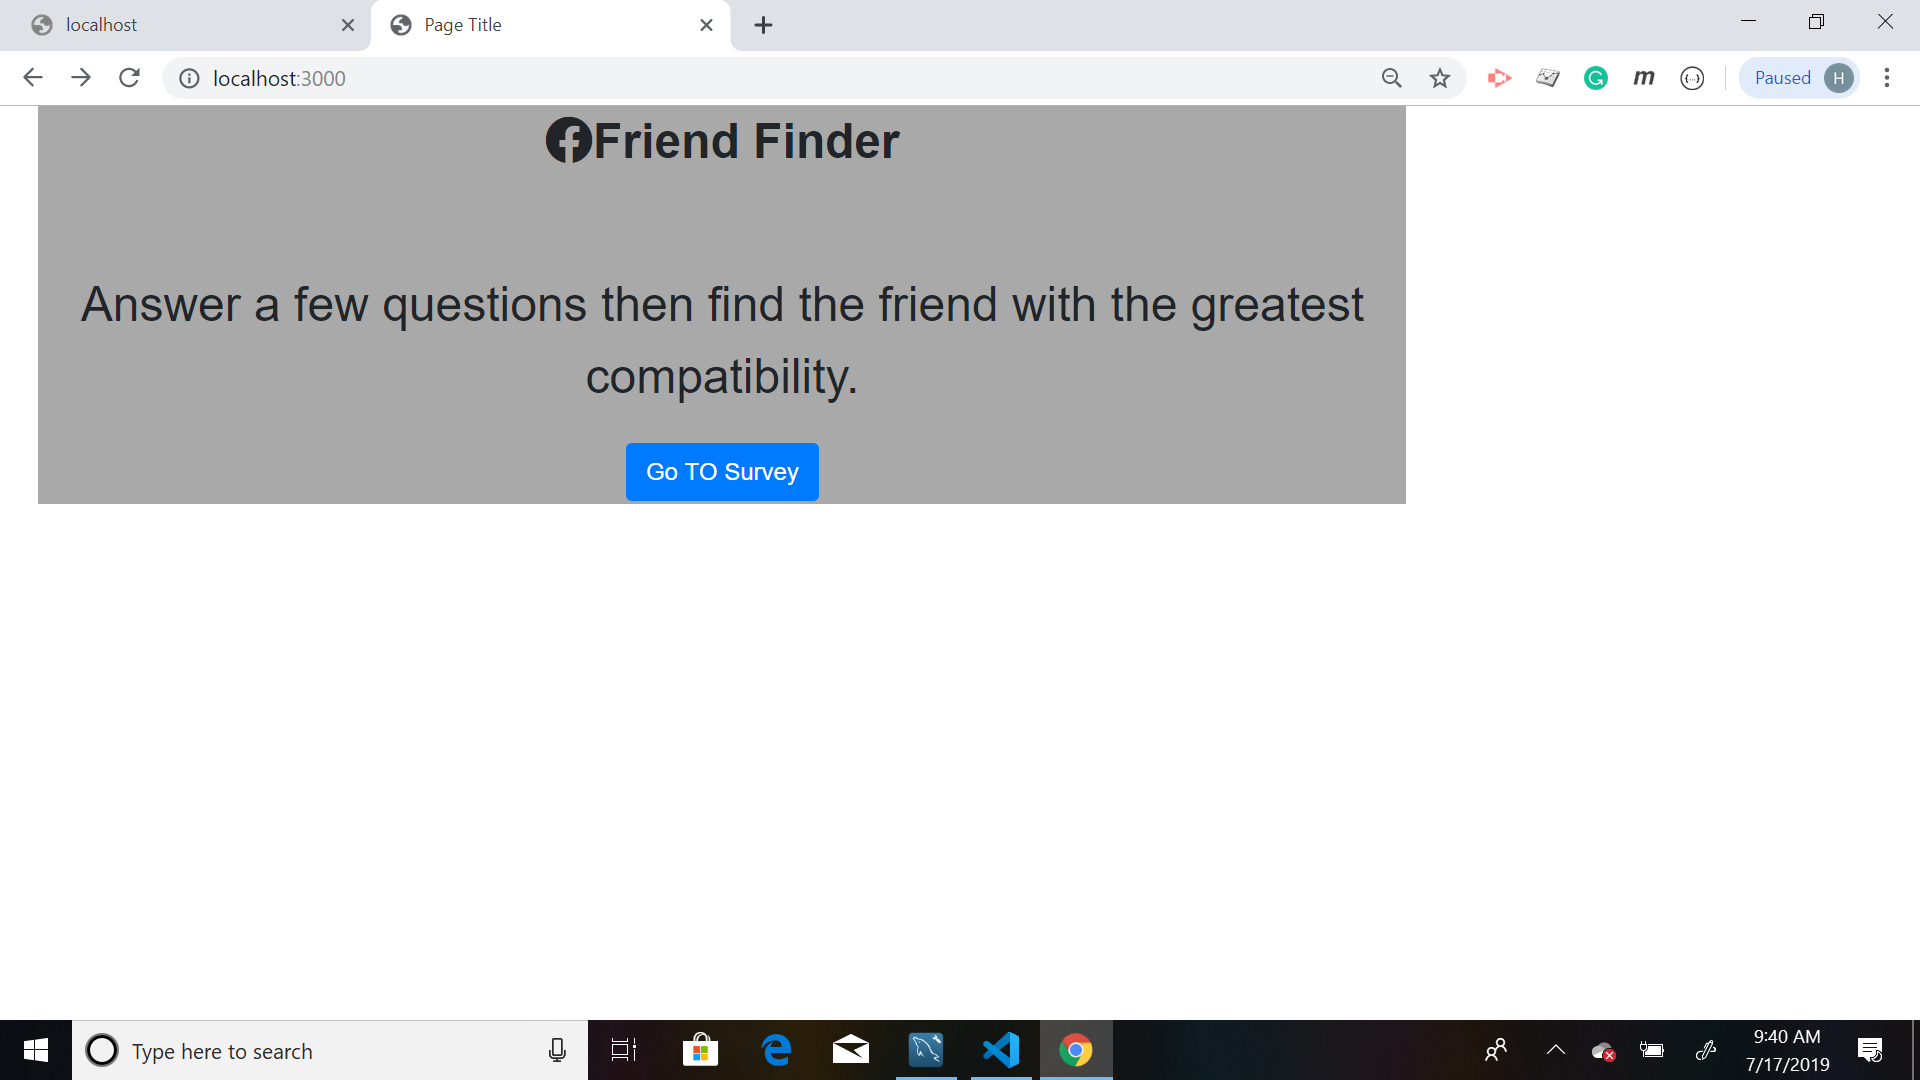 localhost
Page Title
localhost:3000
m
Paused
H
Friend Finder
Answer a few questions then find the friend with the greatest
compatibility.
Go TO Survey
Type here to search
9:40 AM
7/17/2019